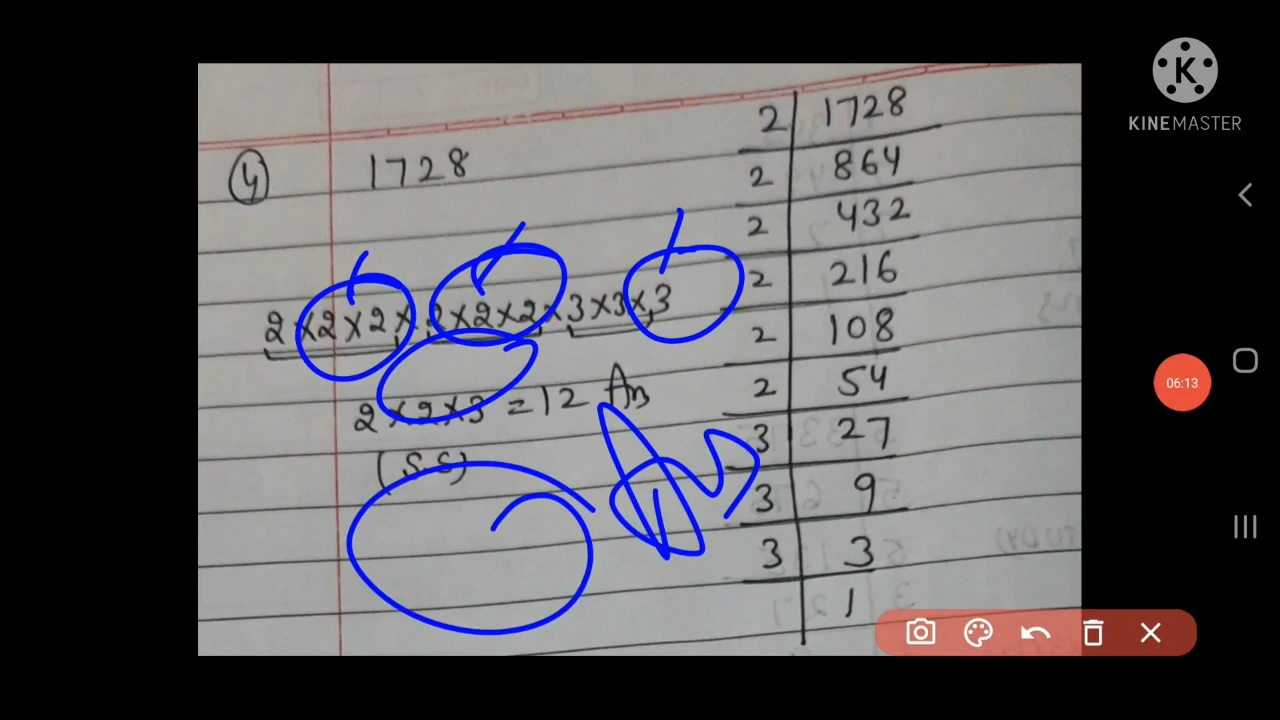 KINEMASTER
④ 1728
2×2×2×2×2×2×3×3×3
2×2×3=12 Ans
(S.S)
2 | 1728
2 | 864
2 | 432
2 | 216
2 | 108
2 | 54
3 | 27
3 | 9
3 | 3
1
06:13